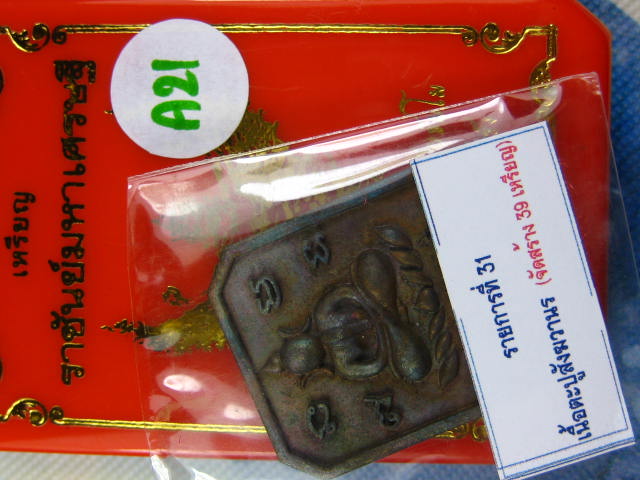 เหรียญ
ราชันย์มหาเศรษฐี
A21
รายการที่ 31
เนื้อตะปูสังฆวานร (จัดสร้าง 39 เหรียญ)